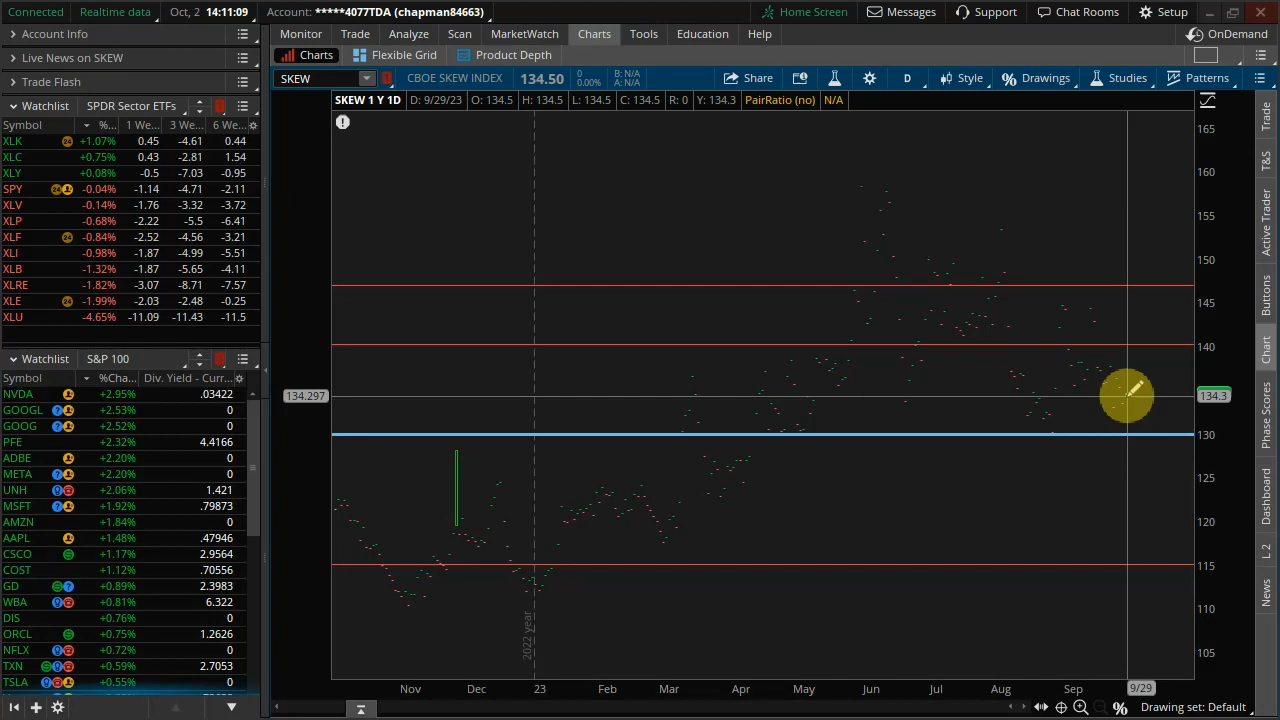 Connected Realtime data Oct, 2, 14:11:09 Account: *****4077TDA (chapman84663) Home Screen Messages Support Chat Rooms Setup
Account Info Monitor Trade Analyze Scan MarketWatch Charts Tools Education Help OnDemand
Live News on SKEW Charts Flexible Grid Product Depth
Trade Flash SKEW CBOE SKEW INDEX 134.50 0 0.00% B: N/A A: N/A Share D Style Drawings Studies Patterns
Watchlist SPDR Sector ETFs SKEW 1 Y 1D D: 9/29/23 O: 134.5 H: 134.5 L: 134.5 C: 134.5 R: 0 Y: 134.3 PairRatio (no) N/A
Symbol %... 1 We... 3 We... 6 We...
XLK 24 +1.07% 0.45 -4.61 0.44
XLC +0.75% 0.43 -2.81 1.54
XLY +0.08% -0.5 -7.03 -0.95
SPY 24 -0.04% -1.14 -4.71 -2.11
XLV -0.14% -1.76 -3.32 -3.72
XLP -0.68% -2.22 -5.5 -6.41
XLF 24 -0.84% -2.52 -4.56 -3.21
XLI -0.98% -1.87 -4.99 -5.51
XLB -1.32% -1.87 -5.65 -4.11
XLRE -1.82% -3.07 -8.71 -7.57
XLE 24 -1.99% -2.03 -2.48 -0.25
XLU -4.65% -11.09 -11.43 -11.5
Watchlist S&P 100
Symbol %Cha... Div. Yield - Curr...
NVDA +2.95% .03422
GOOGL +2.53% 0
GOOG +2.52% 0
PFE +2.32% 4.4166
ADBE +2.20% 0
META +2.20% 0
UNH +2.06% 1.421
MSFT +1.92% .79873
AMZN +1.84% 0
AAPL +1.48% .47946
CSCO +1.17% 2.9564
COST +1.12% .70556
GD +0.89% 2.3983
WBA +0.81% 6.322
DIS +0.76% 0
ORCL +0.75% 1.2626
NFLX +0.72% 0
TXN +0.59% 2.7053
TSLA +0.55% 0
165
160
155
150
145
140
134.297 134.3
130
125
120
115
110
105
2022 year
Nov Dec 23 Feb Mar Apr May Jun Jul Aug Sep 9/29
Drawing set: Default
Trade
T&S
Active Trader
Buttons
Chart
Phase Scores
Dashboard
L 2
News